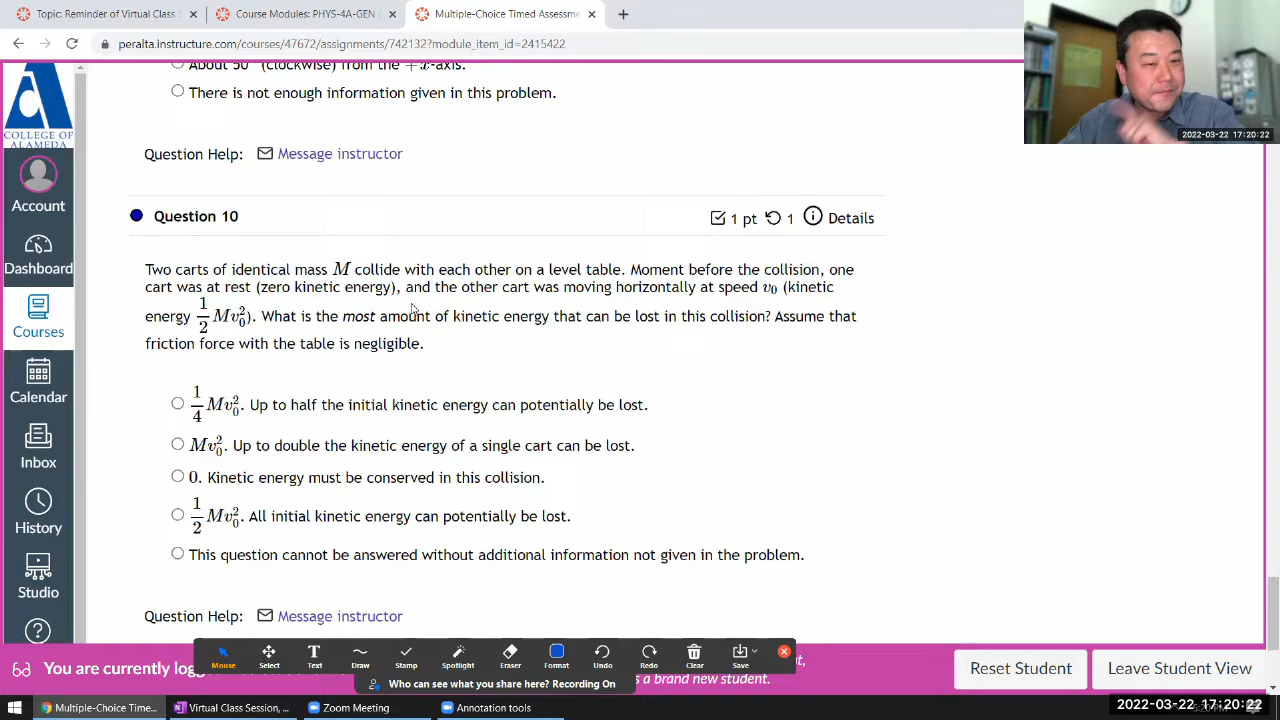 Topic: Reminder of Virtual Class
Course Modules: PHYS-4A-GEN
Multiple-Choice Timed Assessme
peralta.instructure.com/courses/47672/assignments/742132?module_item_id=2415422
2022-03-22 17:20:22
COLLEGE OF
ALAMEDA
Account
Dashboard
Courses
Calendar
Inbox
History
Studio
About 50° (clockwise) from the +x-axis.
There is not enough information given in this problem.
Question Help: Message instructor
Question 10
1 pt 1 Details
Two carts of identical mass M collide with each other on a level table. Moment before the collision, one
cart was at rest (zero kinetic energy), and the other cart was moving horizontally at speed v₀ (kinetic
energy 1/2 Mv₀²). What is the most amount of kinetic energy that can be lost in this collision? Assume that
friction force with the table is negligible.
1/4 Mv₀². Up to half the initial kinetic energy can potentially be lost.
Mv₀². Up to double the kinetic energy of a single cart can be lost.
0. Kinetic energy must be conserved in this collision.
1/2 Mv₀². All initial kinetic energy can potentially be lost.
This question cannot be answered without additional information not given in the problem.
Question Help: Message instructor
Mouse Select Text Draw Stamp Spotlight Eraser Format Undo Redo Clear Save
Who can see what you share here? Recording On
You are currently log
s a brand new student.
Reset Student
Leave Student View
Multiple-Choice Time...
Virtual Class Session, ...
Zoom Meeting
Annotation tools
2022-03-22 17:20:22